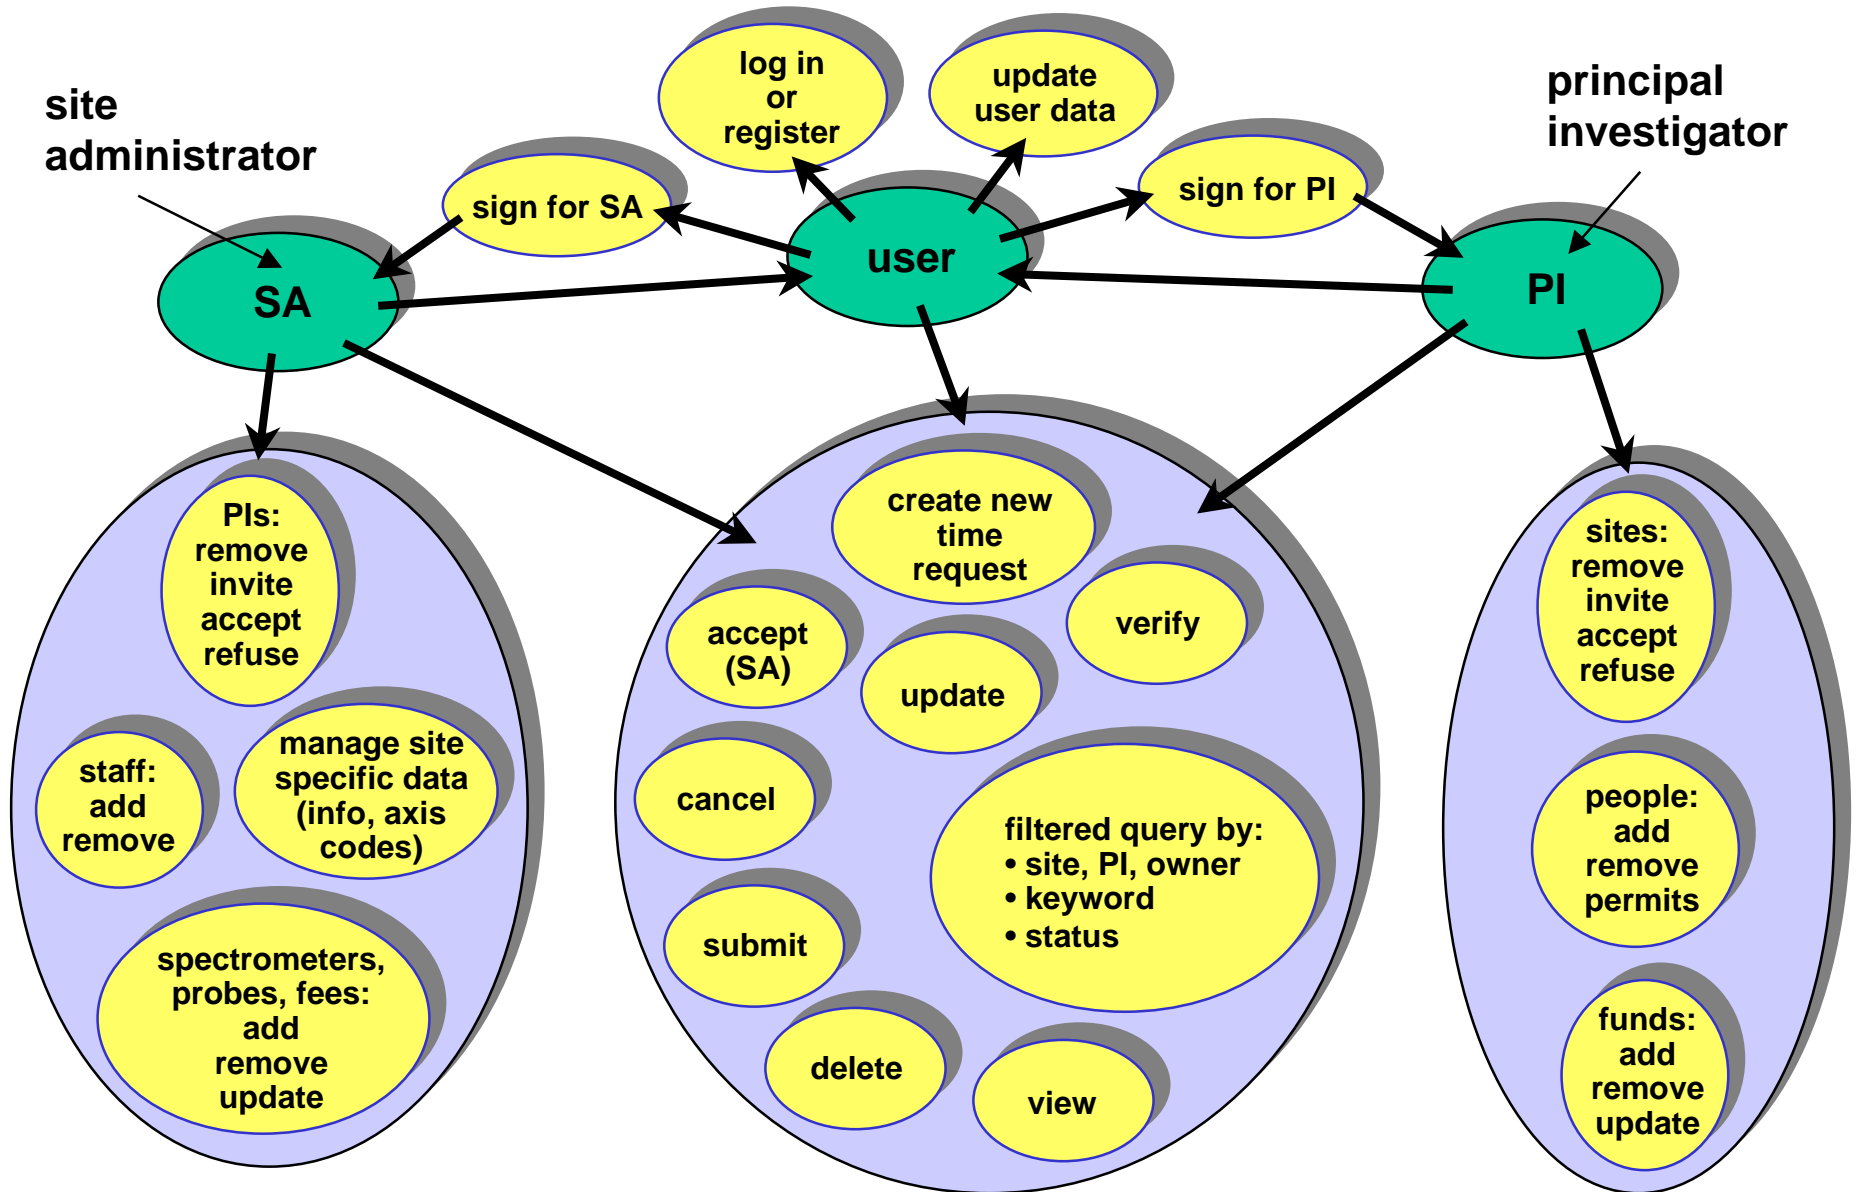 site
administrator
log in
or
register
update
user data
principal
investigator
sign for SA
sign for PI
SA
user
PI
PIs:
remove
invite
accept
refuse
staff:
add
remove
manage site
specific data
(info, axis
codes)
spectrometers,
probes, fees:
add
remove
update
create new
time
request
accept
(SA)
verify
update
cancel
filtered query by:
• site, PI, owner
• keyword
• status
submit
delete
view
sites:
remove
invite
accept
refuse
people:
add
remove
permits
funds:
add
remove
update